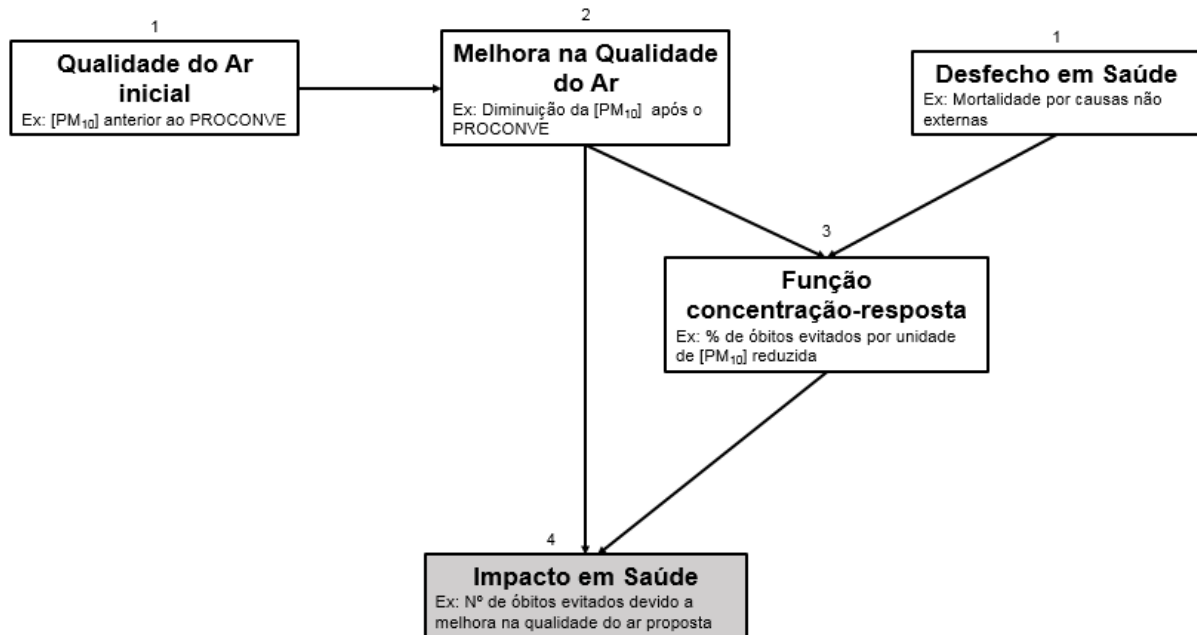 1
Qualidade do Ar
inicial
Ex: [PM₁₀] anterior ao PROCONVE
2
Melhora na Qualidade
do Ar
Ex: Diminuição da [PM₁₀] após o
PROCONVE
1
Desfecho em Saúde
Ex: Mortalidade por causas não
externas
3
Função
concentração-resposta
Ex: % de óbitos evitados por unidade
de [PM₁₀] reduzida
4
Impacto em Saúde
Ex: Nº de óbitos evitados devido a
melhora na qualidade do ar proposta